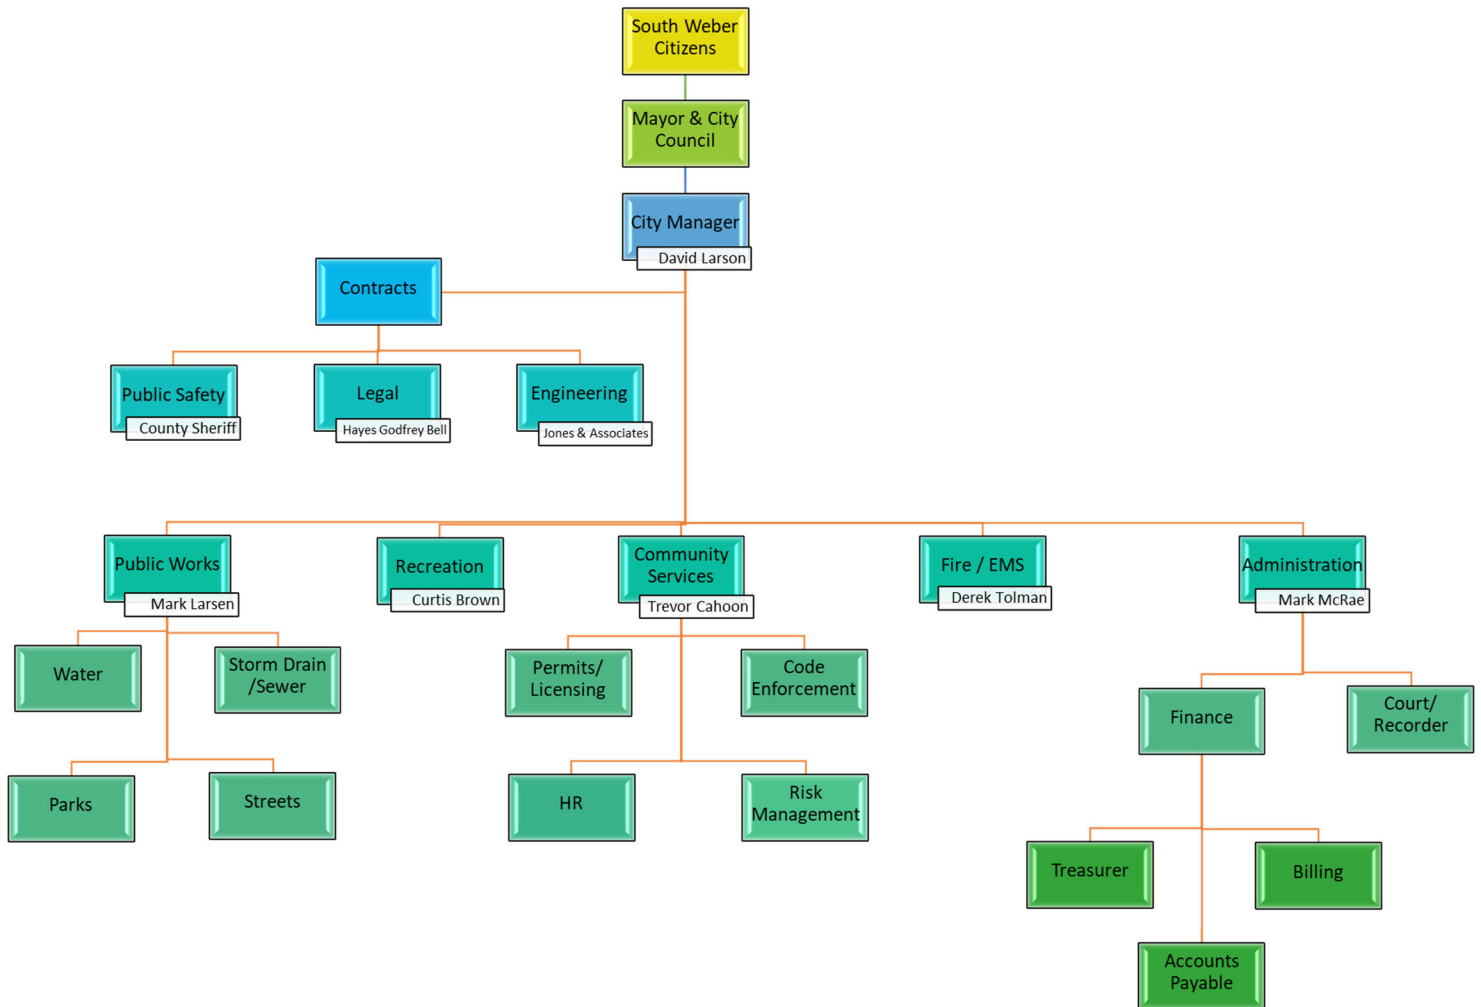 South Weber
Citizens
Mayor & City
Council
City Manager
David Larson
Contracts
Public Safety
County Sheriff
Legal
Hayes Godfrey Bell
Engineering
Jones & Associates
Public Works
Mark Larsen
Recreation
Curtis Brown
Community
Services
Trevor Cahoon
Fire / EMS
Derek Tolman
Administration
Mark McRae
Water
Storm Drain
/Sewer
Permits/
Licensing
Code
Enforcement
Finance
Court/
Recorder
Parks
Streets
HR
Risk
Management
Treasurer
Billing
Accounts
Payable